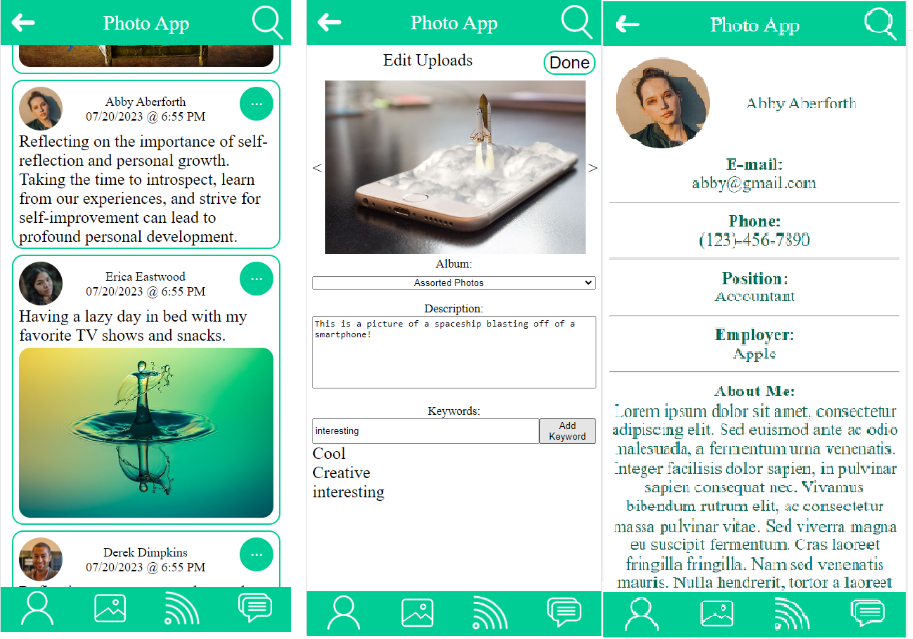 Photo App
Abby Aberforth
07/20/2023 @ 6:55 PM
...
Reflecting on the importance of self-
reflection and personal growth.
Taking the time to introspect, learn
from our experiences, and strive for
self-improvement can lead to
profound personal development.
Erica Eastwood
07/20/2023 @ 6:55 PM
...
Having a lazy day in bed with my
favorite TV shows and snacks.
Derek Dimpkins
07/20/2023 @ 6:55 PM
...
Photo App
Edit Uploads
Done
<
>
Album:
Assorted Photos
Description:
This is a picture of a spaceship blasting off of a
smartphone!
Keywords:
interesting
Add
Keyword
Cool
Creative
interesting
Photo App
Abby Aberforth
E-mail:
abby@gmail.com
Phone:
(123)-456-7890
Position:
Accountant
Employer:
Apple
About Me:
Lorem ipsum dolor sit amet, consectetur
adipiscing elit. Sed euismod ante ac odio
malesuada, a fermentum urna venenatis.
Integer facilisis dolor sapien, in pulvinar
sapien consequat nec. Vivamus
bibendum rutrum elit, ac consectetur
massa pulvinar vitae. Sed viverra magna
eu suscipit fermentum. Cras laoreet
fringilla fringilla. Nam sed venenatis
mauris. Nulla hendrerit, tortor a laoreet